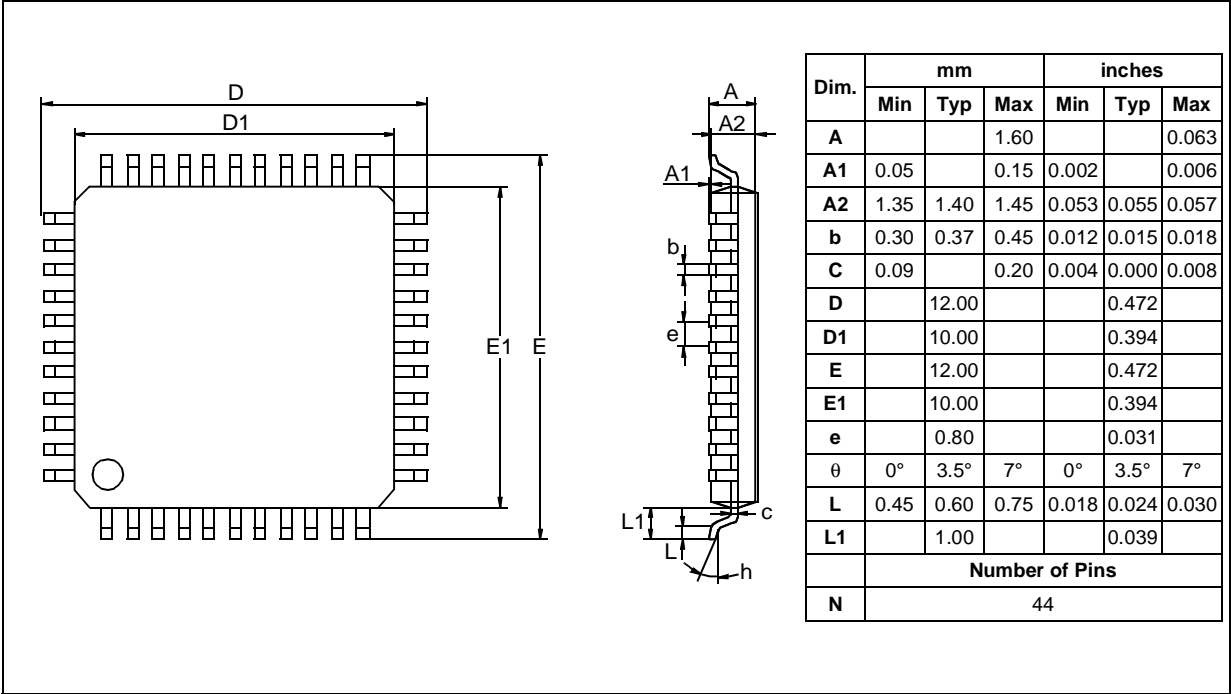 D
D1
E1
E
A
A2
A1
b
e
L1
L
c
h
Dim. mm inches
Min Typ Max Min Typ Max
A 1.60 0.063
A1 0.05 0.15 0.002 0.006
A2 1.35 1.40 1.45 0.053 0.055 0.057
b 0.30 0.37 0.45 0.012 0.015 0.018
C 0.09 0.20 0.004 0.000 0.008
D 12.00 0.472
D1 10.00 0.394
E 12.00 0.472
E1 10.00 0.394
e 0.80 0.031
θ 0° 3.5° 7° 0° 3.5° 7°
L 0.45 0.60 0.75 0.018 0.024 0.030
L1 1.00 0.039
Number of Pins
N 44